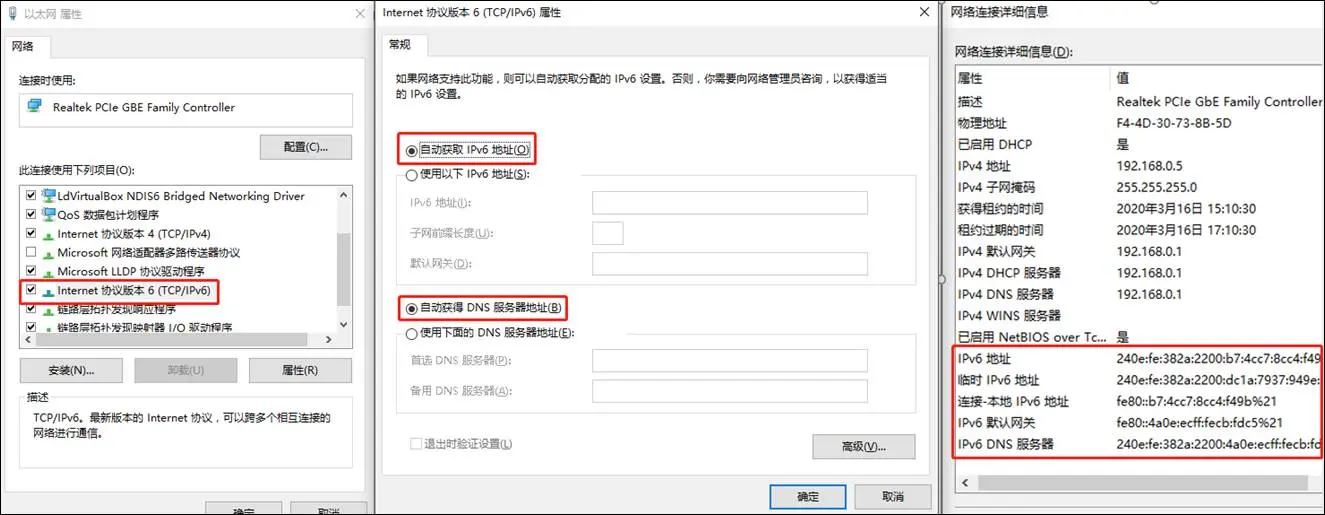 以太网 属性
网络
连接时使用:
Realtek PCIe GBE Family Controller
配置(C)...
此连接使用下列项目(O):
LdVirtualBox NDIS6 Bridged Networking Driver
QoS 数据包计划程序
Internet 协议版本 4 (TCP/IPv4)
Microsoft 网络适配器多路传送器协议
Microsoft LLDP 协议驱动程序
Internet 协议版本 6 (TCP/IPv6)
链路层拓扑发现响应程序
链路层拓扑发现映射器 I/O 驱动程序
安装(N)...
卸载(U)
属性(R)
描述
TCP/IPv6。最新版本的 Internet 协议，可以跨多个相互连接的
网络进行通信。
确定
取消
Internet 协议版本 6 (TCP/IPv6) 属性
常规
如果网络支持此功能，则可以自动获取分配的 IPv6 设置。否则，你需要向网络管理员咨询，以获得适当
的 IPv6 设置。
自动获取 IPv6 地址(O)
使用以下 IPv6 地址(S):
IPv6 地址(I):
子网前缀长度(U):
默认网关(D):
自动获得 DNS 服务器地址(B)
使用下面的 DNS 服务器地址(E):
首选 DNS 服务器(P):
备用 DNS 服务器(A):
退出时验证设置(L)
高级(V)...
确定
取消
网络连接详细信息
网络连接详细信息(D):
属性 值
描述 Realtek PCIe GbE Family Controller
物理地址 F4-4D-30-73-8B-5D
已启用 DHCP 是
IPv4 地址 192.168.0.5
IPv4 子网掩码 255.255.255.0
获得租约的时间 2020年3月16日 15:10:30
租约过期的时间 2020年3月16日 17:10:30
IPv4 默认网关 192.168.0.1
IPv4 DHCP 服务器 192.168.0.1
IPv4 DNS 服务器 192.168.0.1
IPv4 WINS 服务器
已启用 NetBIOS over Tc... 是
IPv6 地址 240e:fe:382a:2200:b7:4cc7:8cc4:f49
临时 IPv6 地址 240e:fe:382a:2200:dc1a:7937:949e:
连接-本地 IPv6 地址 fe80::b7:4cc7:8cc4:f49b%21
IPv6 默认网关 fe80::4a0e:ecff:fecb:fdc5%21
IPv6 DNS 服务器 240e:fe:382a:2200:4a0e:ecff:fecb:fd